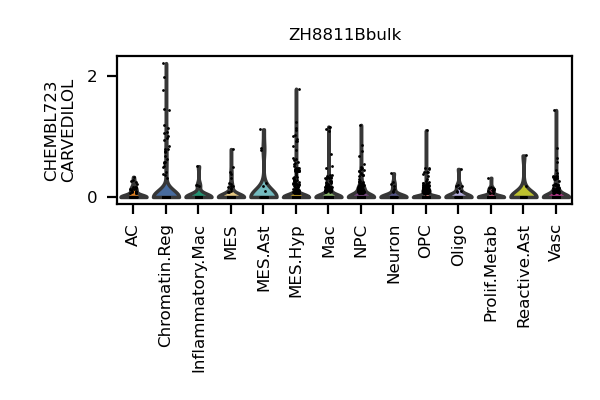 ZH8811Bbulk
CHEMBL723
CARVEDILOL
2
0
AC
Chromatin.Reg
Inflammatory.Mac
MES
MES.Ast
MES.Hyp
Mac
NPC
Neuron
OPC
Oligo
Prolif.Metab
Reactive.Ast
Vasc